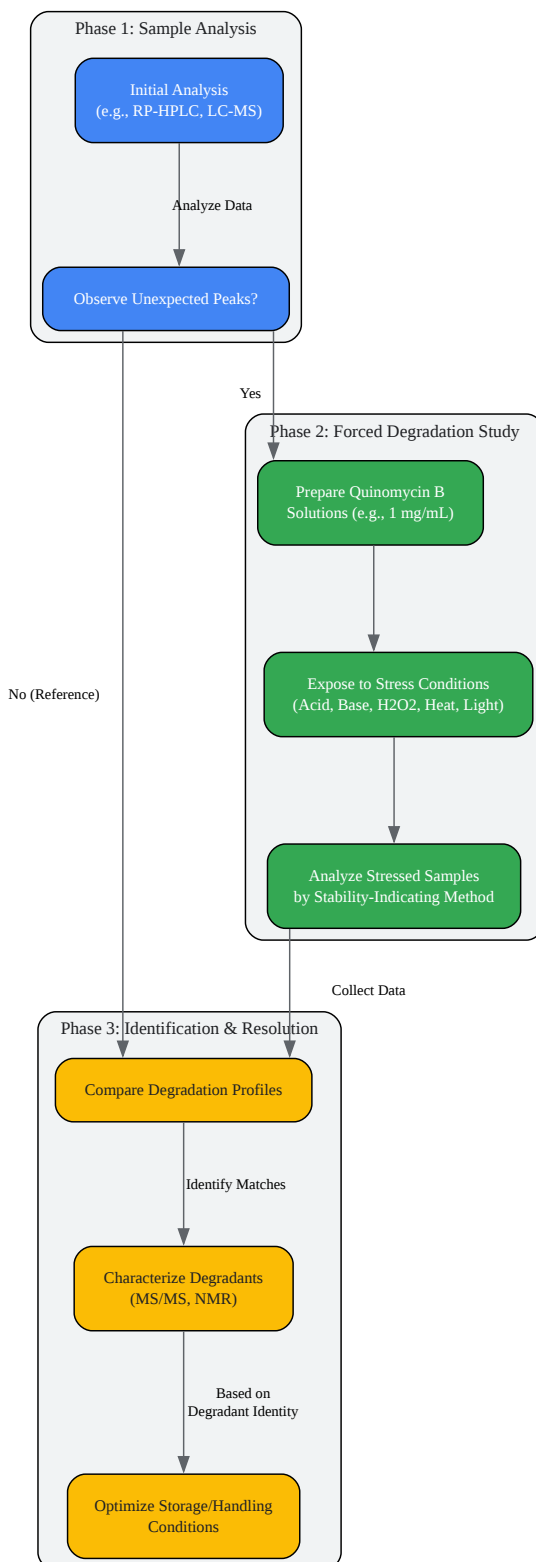 Phase 1: Sample Analysis
Initial Analysis
(e.g., RP-HPLC, LC-MS)
Analyze Data
Observe Unexpected Peaks?
Yes
Phase 2: Forced Degradation Study
Prepare Quinomycin B
Solutions (e.g., 1 mg/mL)
Expose to Stress Conditions
(Acid, Base, H2O2, Heat, Light)
No (Reference)
Analyze Stressed Samples
by Stability-Indicating Method
Collect Data
Phase 3: Identification & Resolution
Compare Degradation Profiles
Identify Matches
Characterize Degradants
(MS/MS, NMR)
Based on
Degradant Identity
Optimize Storage/Handling
Conditions